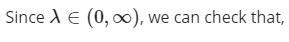 Since λ ∈ (0, ∞), we can check that,